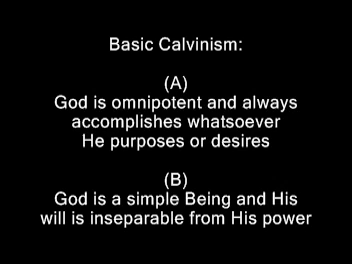 Basic Calvinism:
(A)
God is omnipotent and always
accomplishes whatsoever
He purposes or desires
(B)
God is a simple Being and His
will is inseparable from His power